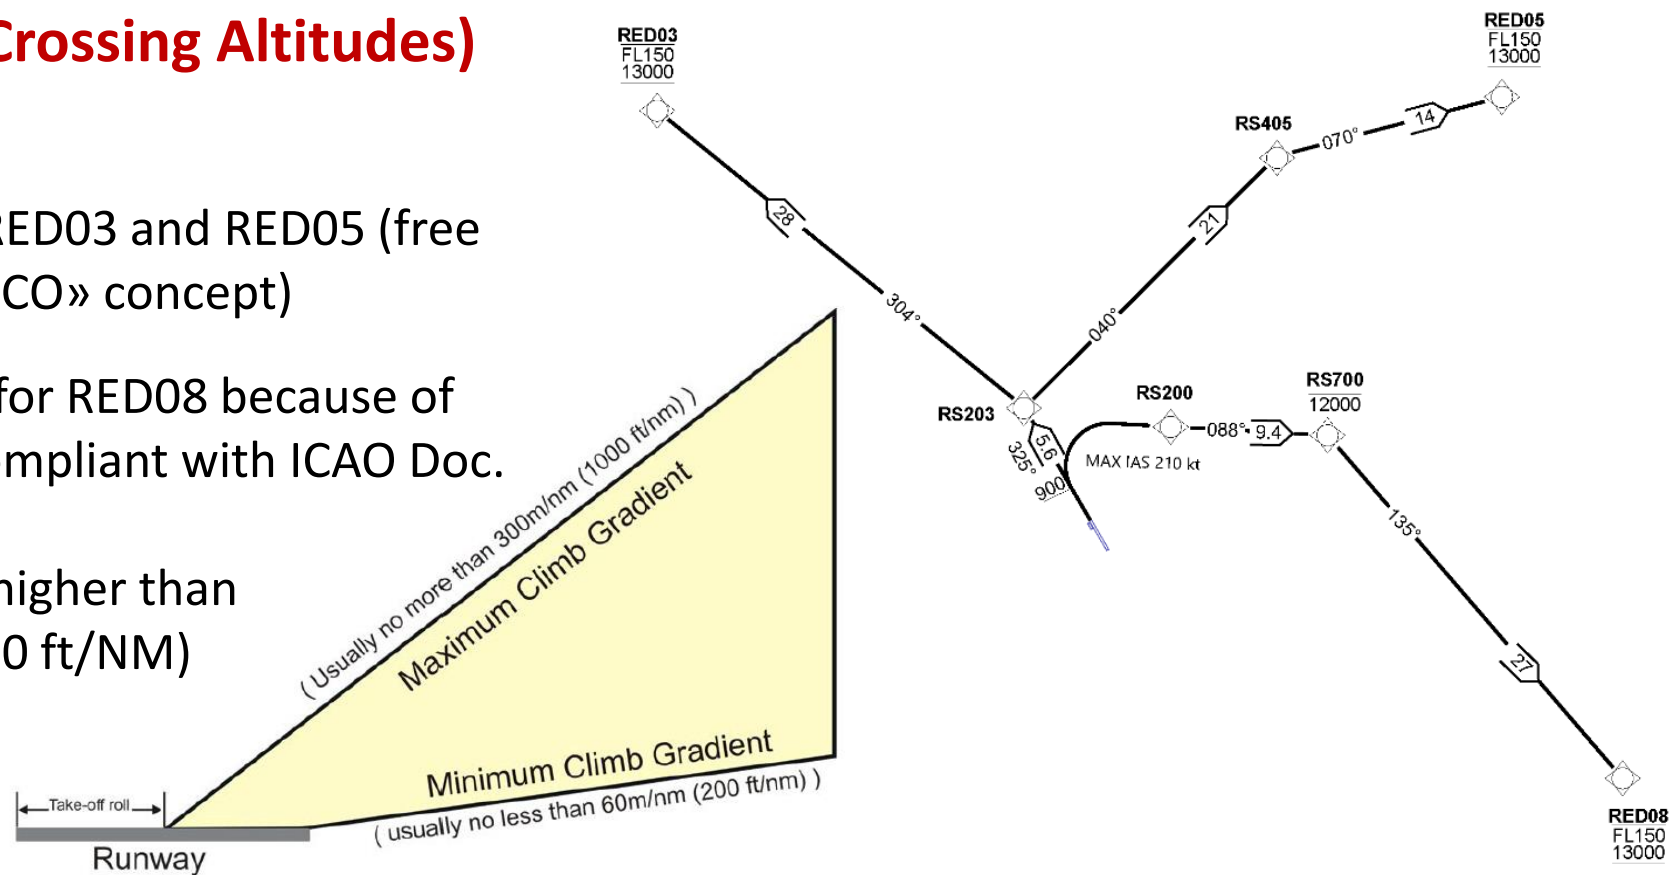 Crossing Altitudes)
RED03 and RED05 (free
CO» concept)
for RED08 because of
ompliant with ICAO Doc.
higher than
0 ft/NM)
( Usually no more than 300m/nm (1000 ft/nm) )
Maximum Climb Gradient
Minimum Climb Gradient
( usually no less than 60m/nm (200 ft/nm) )
Take-off roll
Runway
RED03
FL150
13000
28
304°
RED05
FL150
13000
RS405
070°
14
21
040°
RS203
5.6
325°
900
RS200
088°
9.4
MAX IAS 210 kt
RS700
12000
135°
27
RED08
FL150
13000